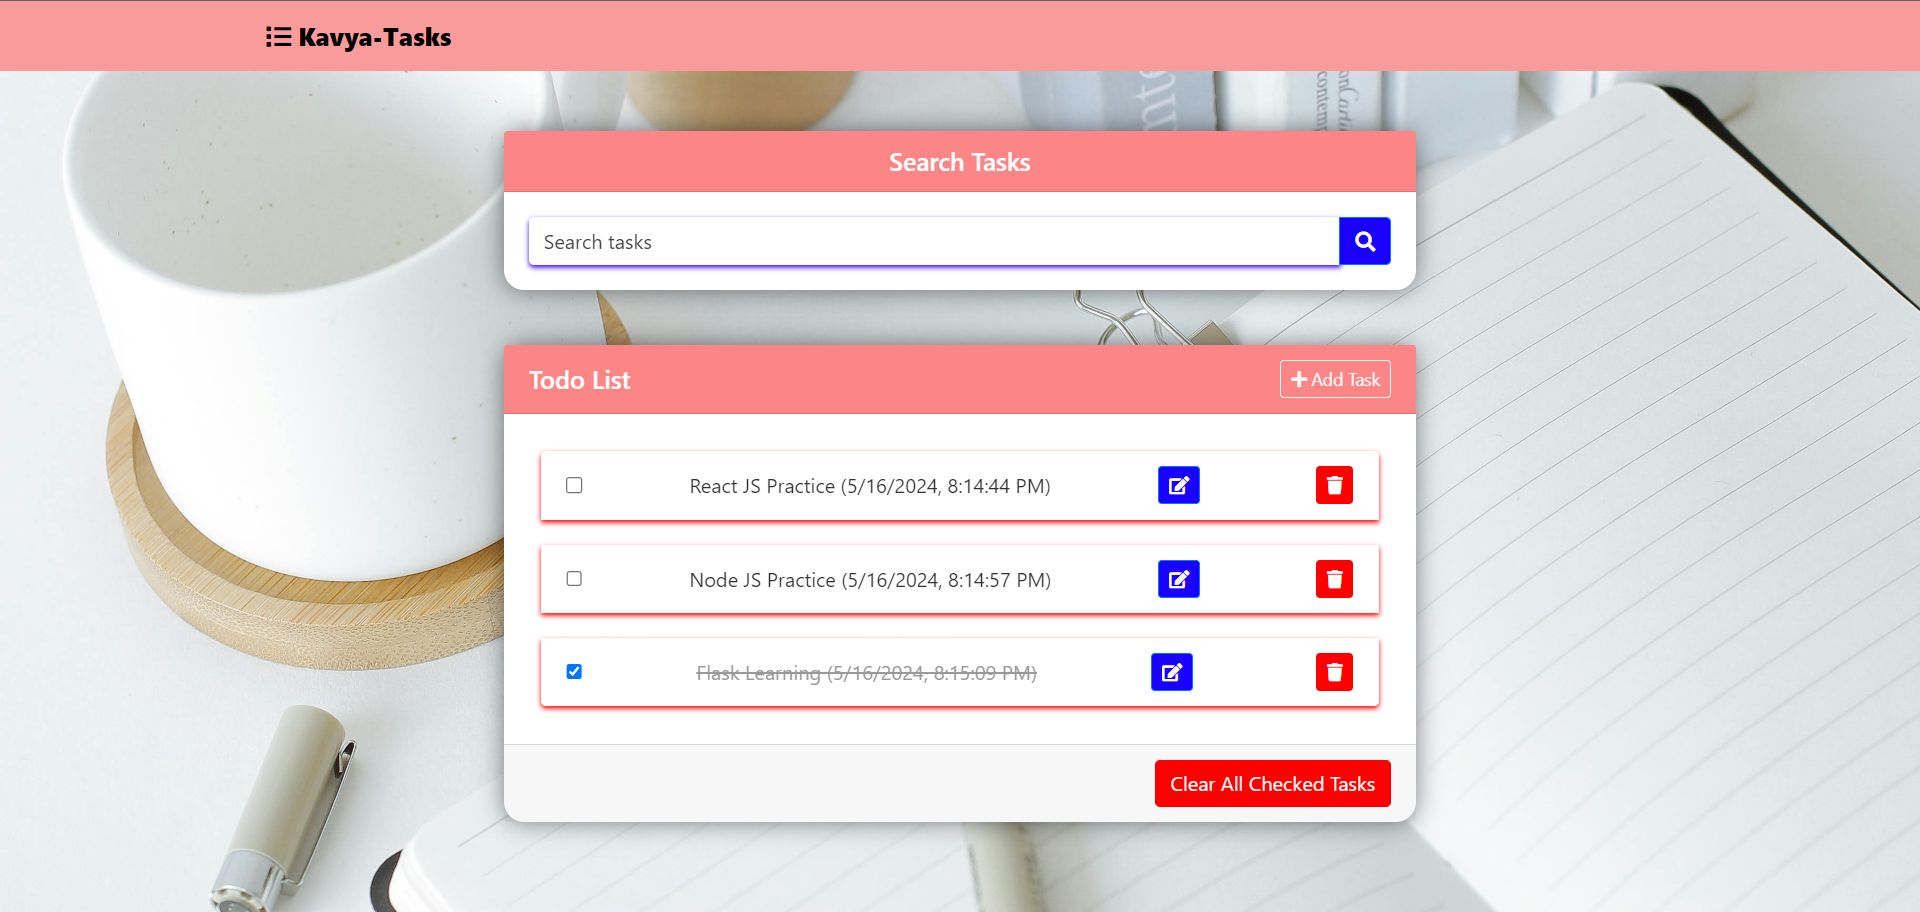 Kavya-Tasks
Search Tasks
Search tasks
Todo List
Add Task
React JS Practice (5/16/2024, 8:14:44 PM)
Node JS Practice (5/16/2024, 8:14:57 PM)
Flask Learning (5/16/2024, 8:15:09 PM)
Clear All Checked Tasks